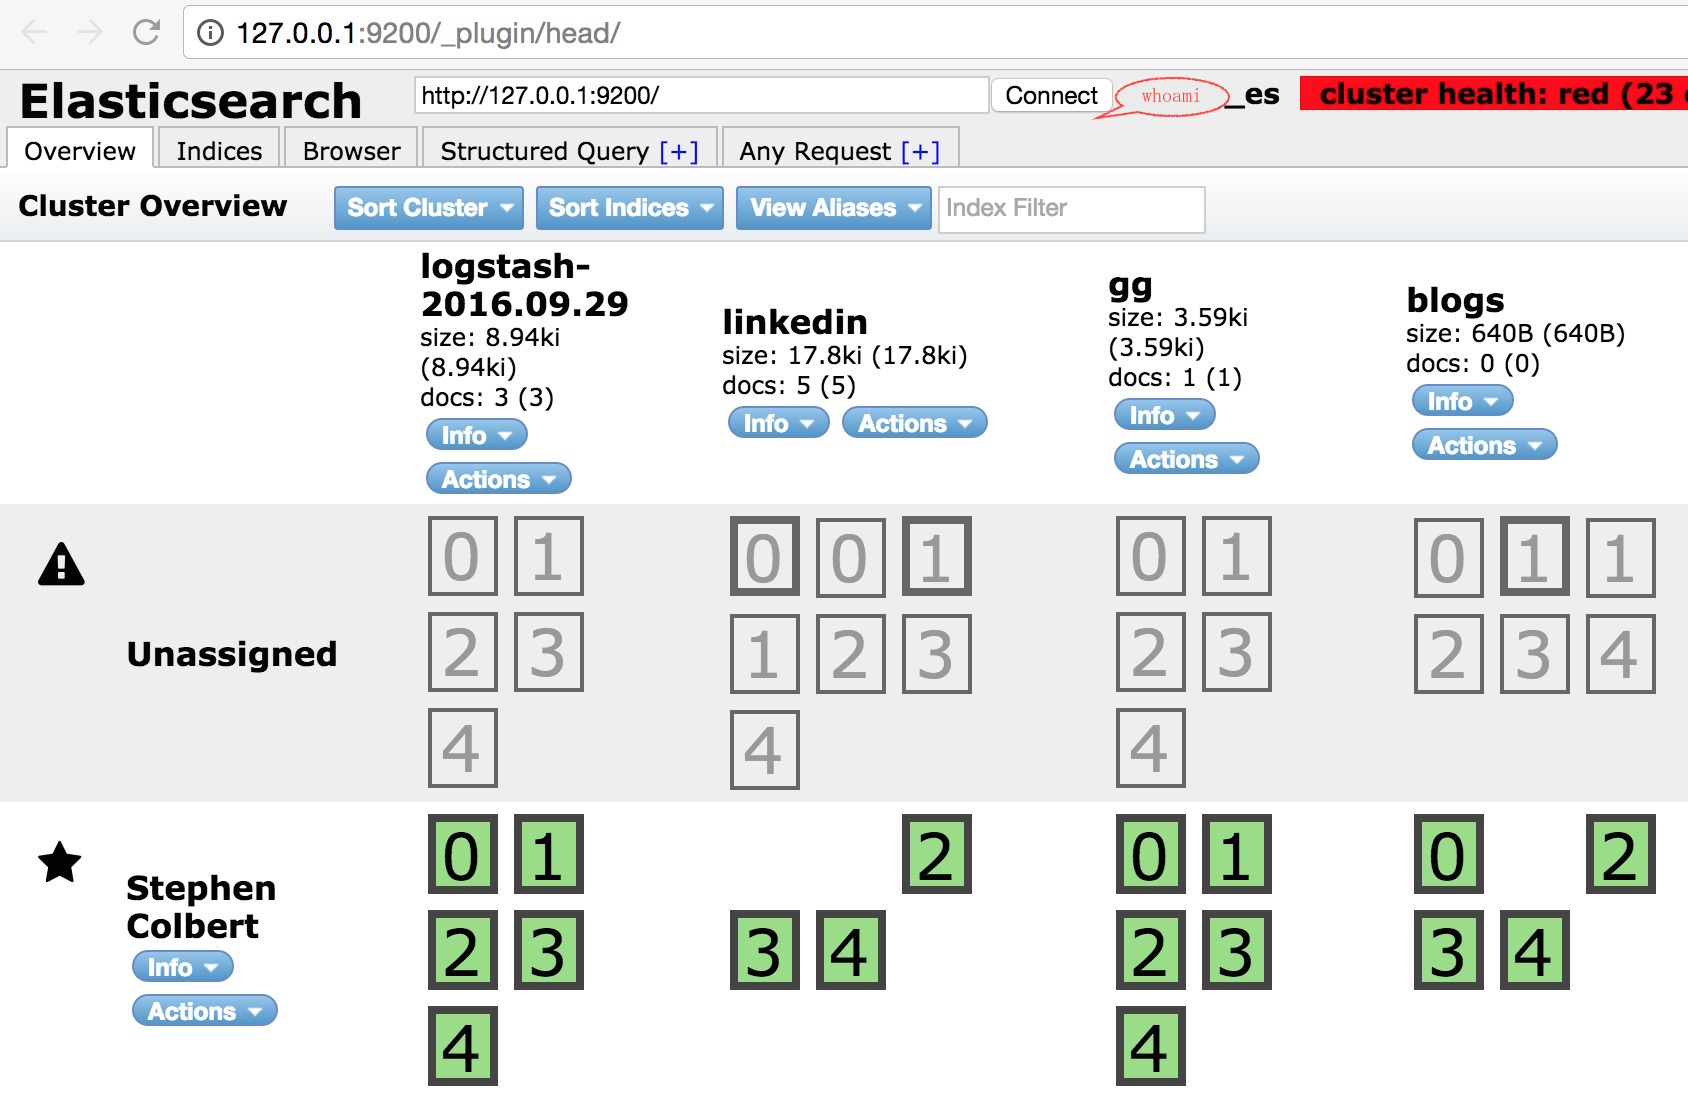 127.0.0.1:9200/_plugin/head/
Elasticsearch http://127.0.0.1:9200/ Connect whoami _es cluster health: red (23
Overview Indices Browser Structured Query [+] Any Request [+]
Cluster Overview Sort Cluster Sort Indices View Aliases Index Filter
logstash-
2016.09.29
size: 8.94ki
(8.94ki)
docs: 3 (3)
Info
Actions
linkedin
size: 17.8ki (17.8ki)
docs: 5 (5)
Info Actions
gg
size: 3.59ki
(3.59ki)
docs: 1 (1)
Info
Actions
blogs
size: 640B (640B)
docs: 0 (0)
Info
Actions
Unassigned
0 1
2 3
4
0 0 1
1 2 3
4
0 1
2 3
4
0 1 1
2 3 4
Stephen
Colbert
Info
Actions
0 1
2 3
4
2
3 4
0 1
2 3
4
0 2
3 4